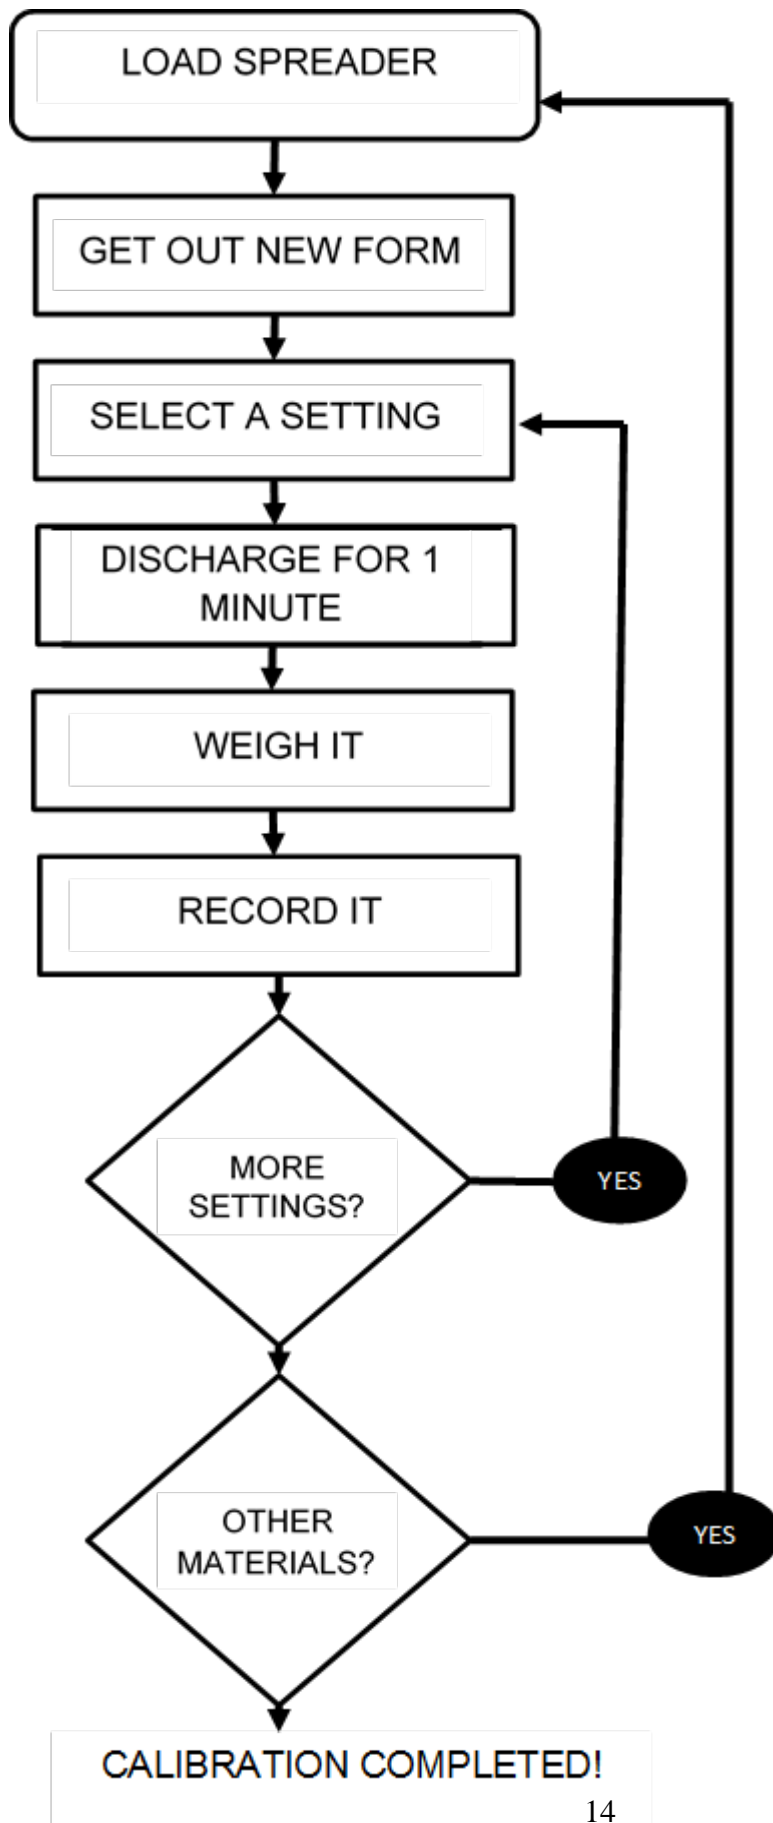 LOAD SPREADER
GET OUT NEW FORM
SELECT A SETTING
DISCHARGE FOR 1
MINUTE
WEIGH IT
RECORD IT
MORE
SETTINGS?
YES
OTHER
MATERIALS?
YES
CALIBRATION COMPLETED!
14